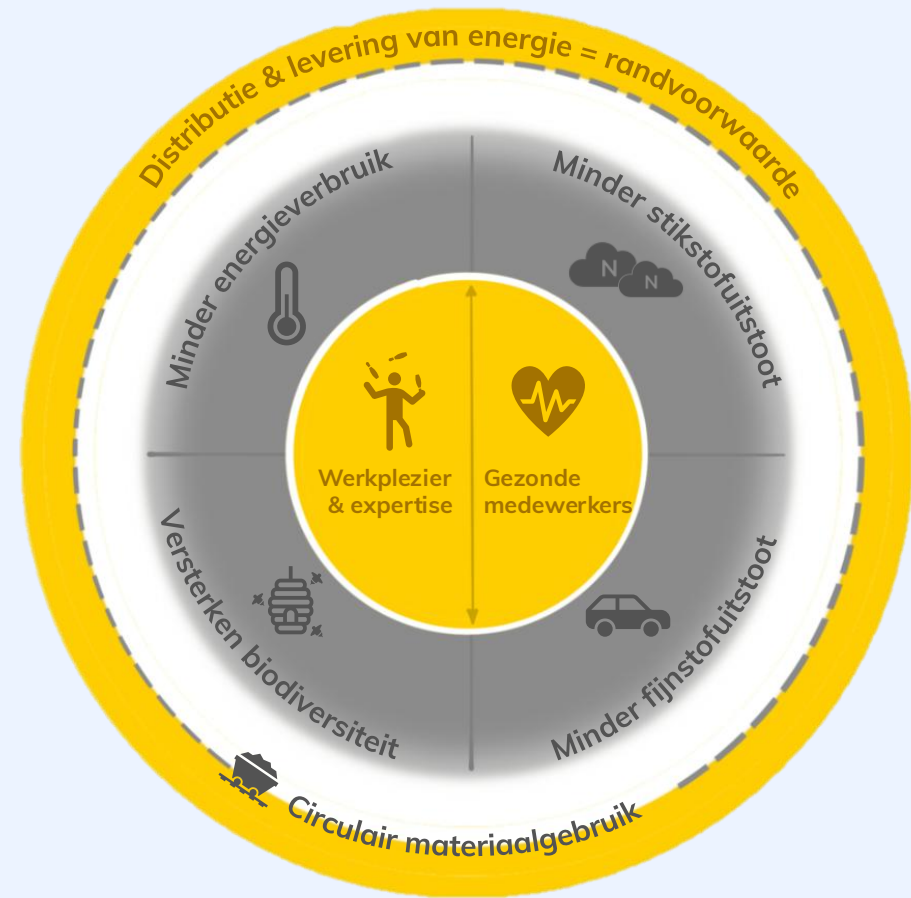 Distributie & levering van energie = randvoorwaarde
Minder energieverbruik
Minder stikstofuitstoot
N
N
Werkplezier
& expertise
Gezonde
medewerkers
Versterken biodiversiteit
Minder fijnstofuitstoot
Circulair materiaalgebruik